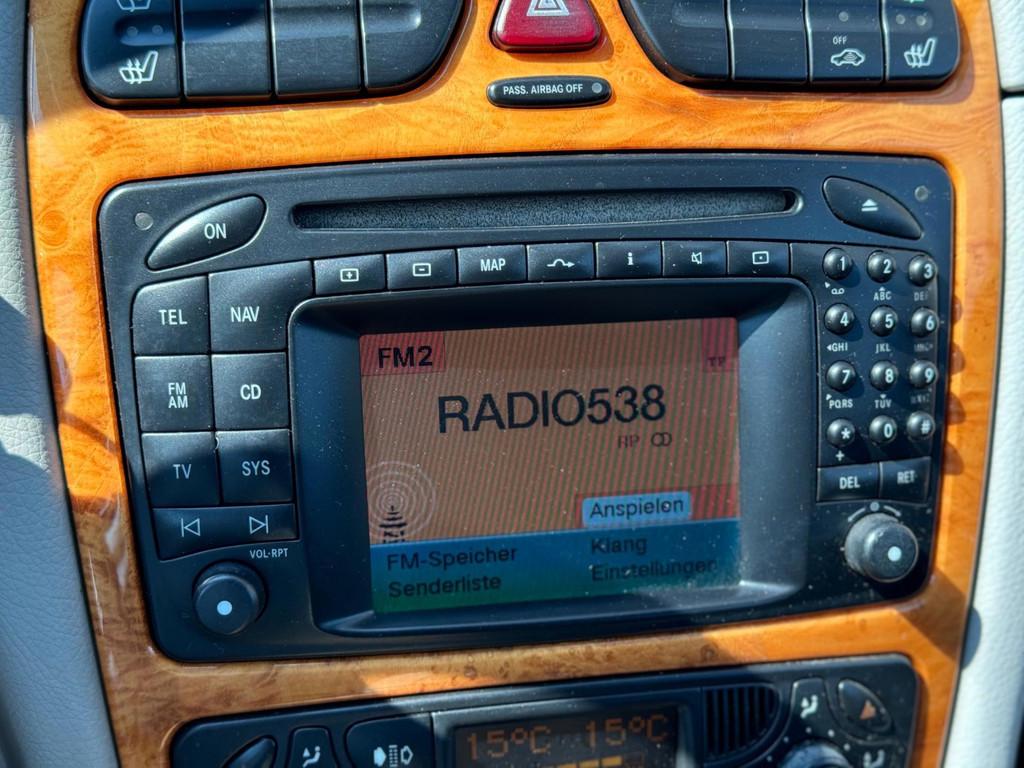 OFF
PASS. AIRBAG OFF
ON
MAP
i
TEL
NAV
FM
AM
CD
TV
SYS
VOL·RPT
1
2
3
ABC
DEF
4
5
6
GHI
JKL
7
8
9
PQRS
TUV
*
0
#
+
DEL
RET
FM2
TP
RADIO538
RP
Anspielen
FM-Speicher
Klang
Senderliste
Einstellungen
15°C 15°C